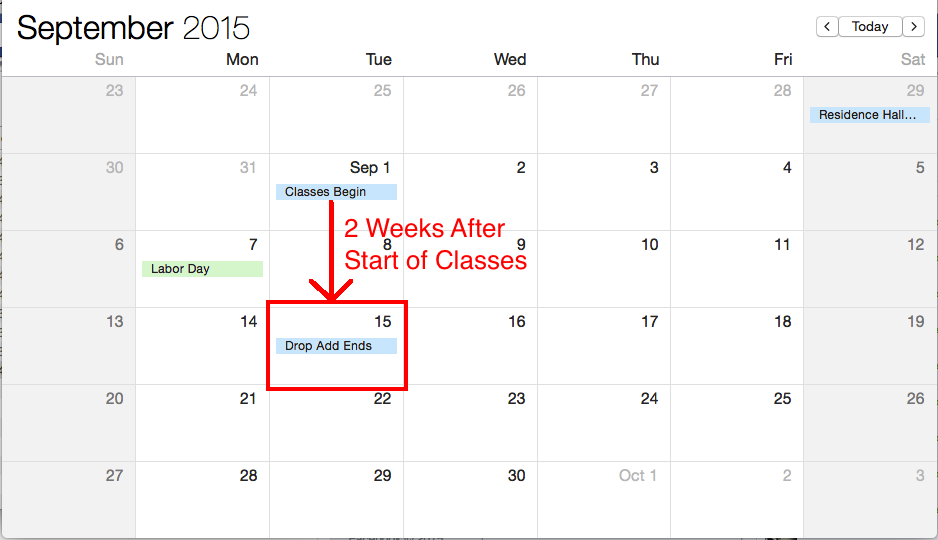 September 2015
< Today >
Sun Mon Tue Wed Thu Fri Sat
23 24 25 26 27 28 29
Residence Hall...
30 31 Sep 1 2 3 4 5
Classes Begin
2 Weeks After
Start of Classes
6 7 8 9 10 11 12
Labor Day
13 14 15 16 17 18 19
Drop Add Ends
20 21 22 23 24 25 26
27 28 29 30 Oct 1 2 3